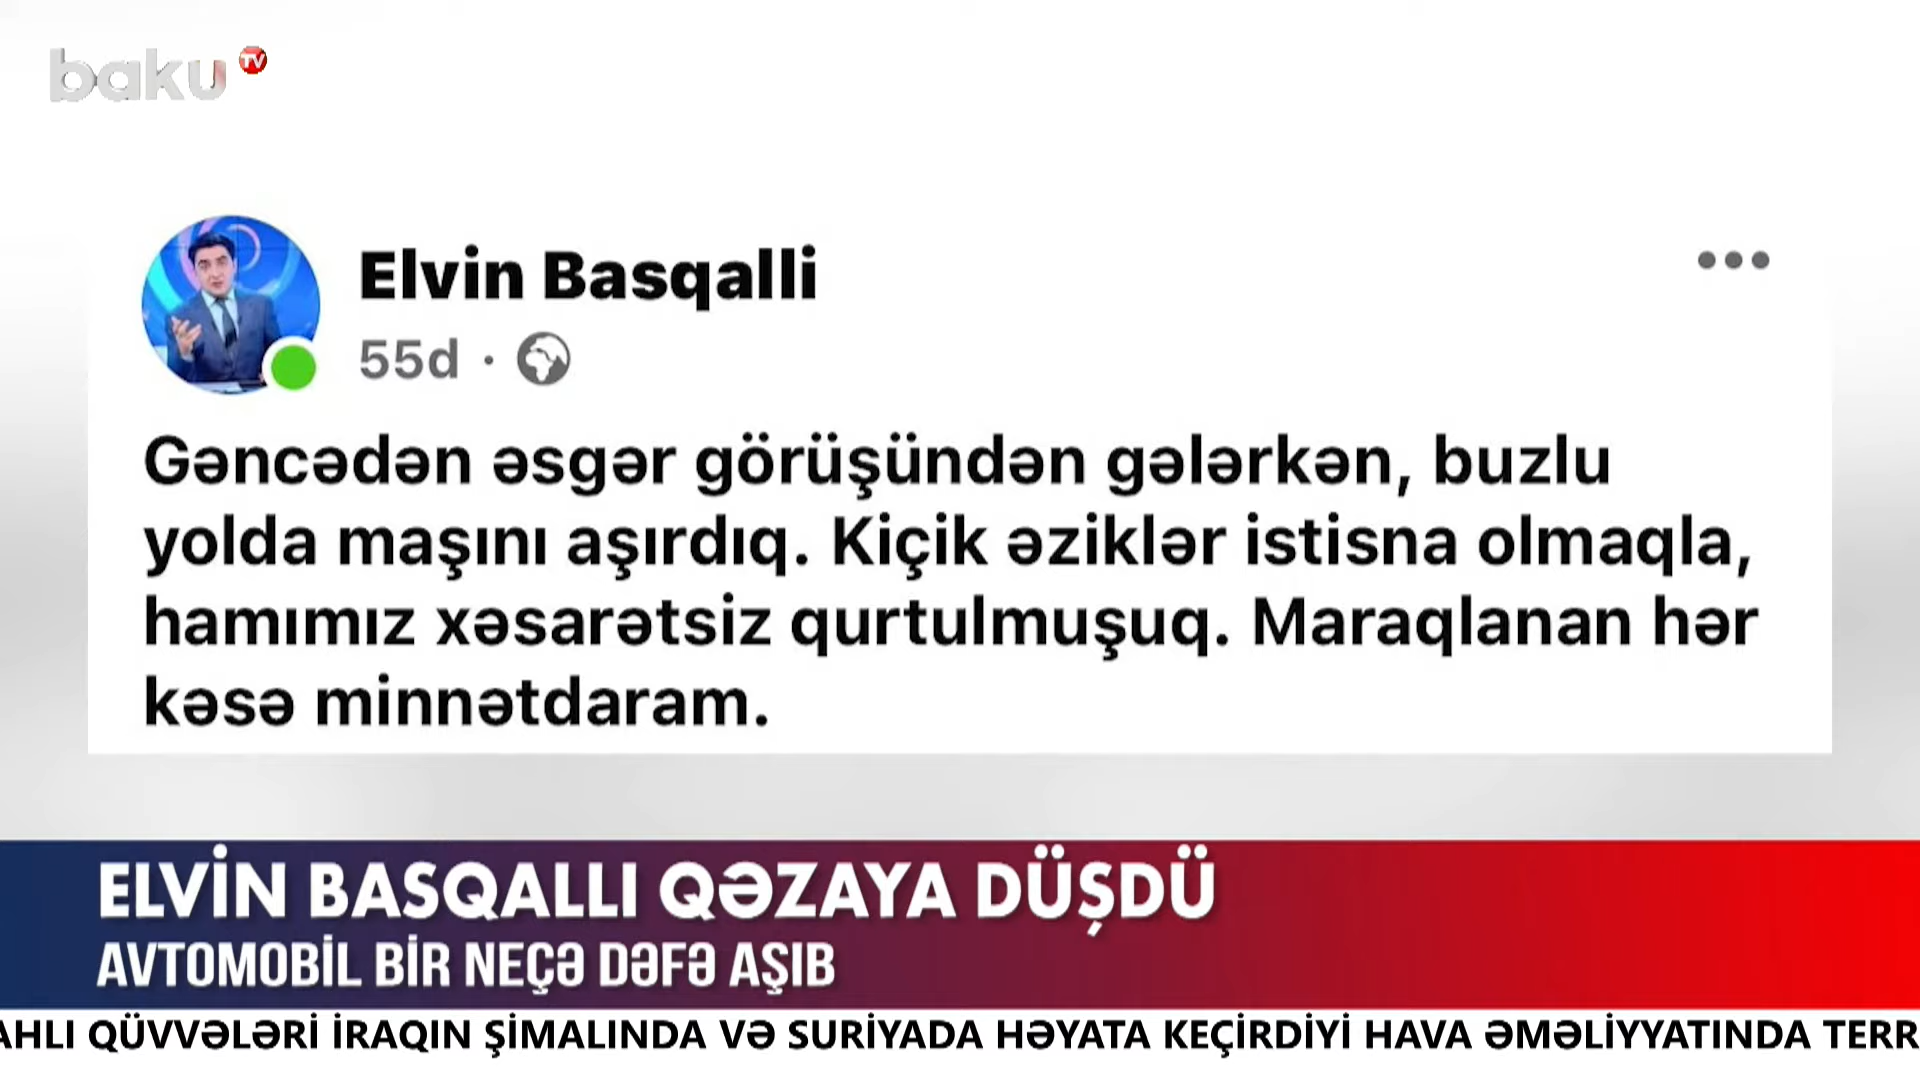 baku TV
Elvin Basqalli
55d ·
Gəncədən əsgər görüşündən gələrkən, buzlu
yolda maşını aşırdıq. Kiçik əziklər istisna olmaqla,
hamımız xəsarətsiz qurtulmuşuq. Maraqlanan hər
kəsə minnətdaram.
ELVİN BASQALLI QƏZAYA DÜŞDÜ
AVTOMOBİL BİR NEÇƏ DƏFƏ AŞIB
AHLI QÜVVƏLƏRİ İRAQIN ŞİMALINDA VƏ SURİYADA HƏYATA KEÇİRDİYİ HAVA ƏMƏLİYYATINDA TERR